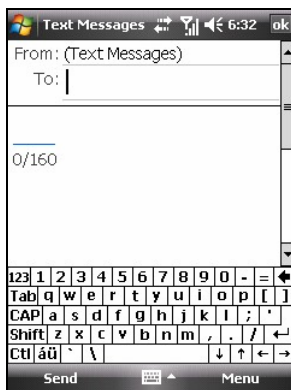 Text Messages 6:32 ok
From: (Text Messages)
To:
0/160
123 1 2 3 4 5 6 7 8 9 0 - =
Tab q w e r t y u i o p [ ]
CAP a s d f g h j k l ; '
Shift z x c v b n m , . /
Ctl áü ` \
Send Menu